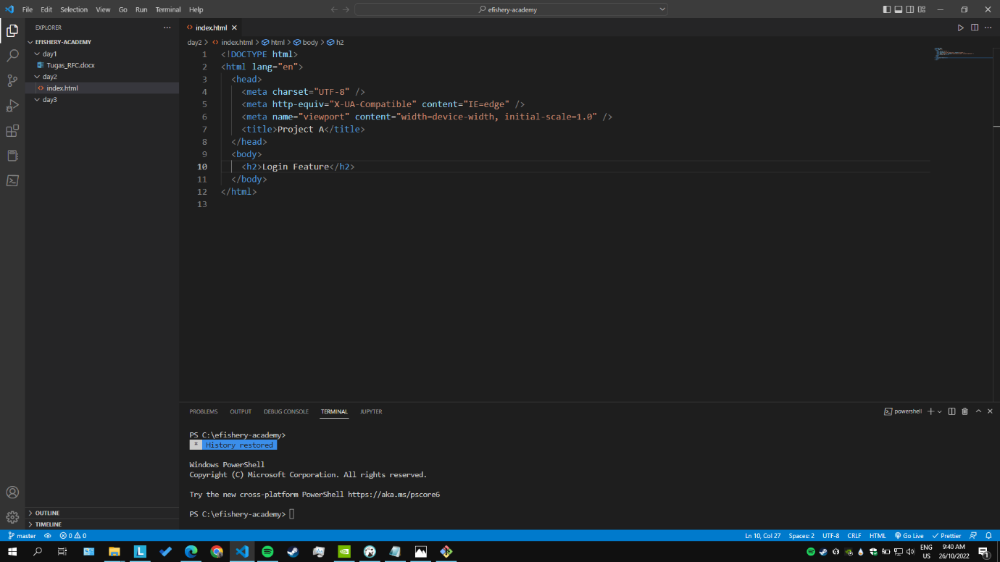 File Edit Selection View Go Run Terminal Help
efishery-academy
EXPLORER
EFISHERY-ACADEMY
day1
Tugas_RFC.docx
day2
index.html
day3
OUTLINE
TIMELINE
index.html
day2 > index.html > html > body > h2
1 <!DOCTYPE html>
2 <html lang="en">
3 <head>
4 <meta charset="UTF-8" />
5 <meta http-equiv="X-UA-Compatible" content="IE=edge" />
6 <meta name="viewport" content="width=device-width, initial-scale=1.0" />
7 <title>Project A</title>
8 </head>
9 <body>
10 <h2>Login Feature</h2>
11 </body>
12 </html>
13
PROBLEMS OUTPUT DEBUG CONSOLE TERMINAL JUPYTER
powershell
PS C:\efishery-academy>
* History restored
Windows PowerShell
Copyright (C) Microsoft Corporation. All rights reserved.
Try the new cross-platform PowerShell https://aka.ms/pscore6
PS C:\efishery-academy>
master 0 0 Ln 10, Col 27 Spaces: 2 UTF-8 CRLF HTML Go Live Prettier
L
ENG
US
9:40 AM
26/10/2022
1